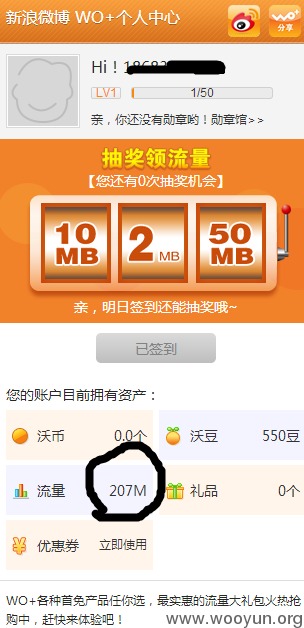 新浪微博 WO+个人中心
WO+
分享
Hi！
LV1
1/50
亲，你还没有勋章哟！勋章馆>>
抽奖领流量
【您还有0次抽奖机会】
10 MB
2 MB
50 MB
亲，明日签到还能抽奖哦~
已签到
您的账户目前拥有资产：
沃币 0.0个
沃豆 550豆
流量 207M
礼品 0个
优惠券 立即使用
WO+各种首免产品任你选，最实惠的流量大礼包火热抢
购中，赶快来体验吧！
www.wooyun.org